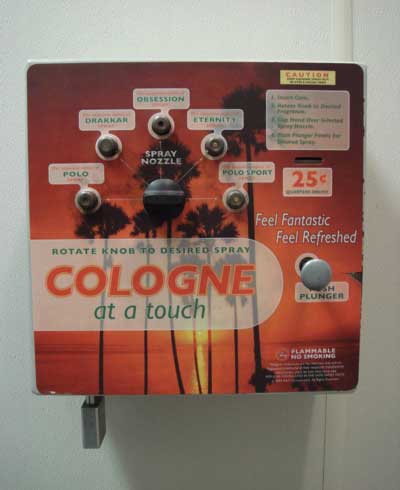 CAUTION
OBSESSION
DRAKKAR
ETERNITY
POLO
POLO SPORT
SPRAY
NOZZLE
1. Insert Coin.
2. Rotate Knob to Desired
Fragrance.
3. Cup Hand Over Selected
Spray Nozzle.
4. Push Plunger Firmly for
Desired Spray.
25¢
QUARTERS ONLY
Feel Fantastic
Feel Refreshed
ROTATE KNOB TO DESIRED SPRAY
COLOGNE
at a touch
PUSH
PLUNGER
FLAMMABLE
NO SMOKING